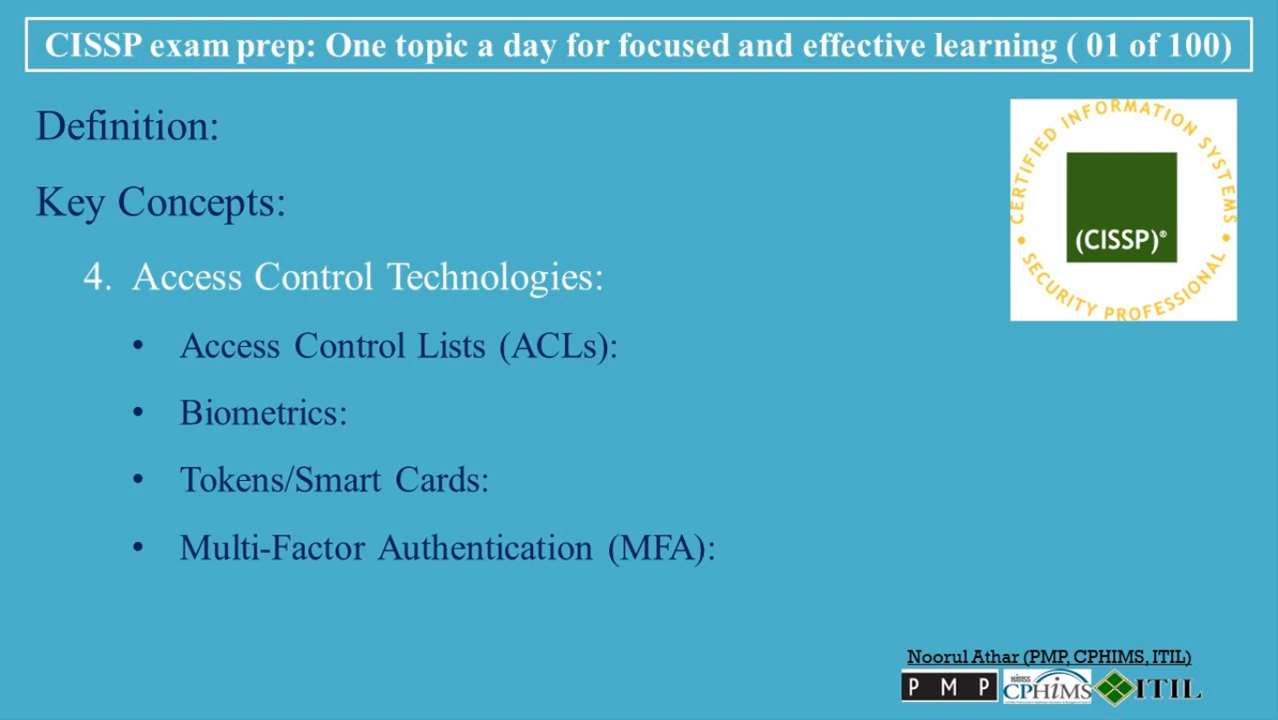 CISSP exam prep: One topic a day for focused and effective learning ( 01 of 100)
Definition:
Key Concepts:
4. Access Control Technologies:
• Access Control Lists (ACLs):
• Biometrics:
• Tokens/Smart Cards:
• Multi-Factor Authentication (MFA):
• CERTIFIED INFORMATION SYSTEMS •
SECURITY PROFESSIONAL
(CISSP)®
Noorul Athar (PMP, CPHIMS, ITIL)
PMP
himss
CPHIMS
ITIL